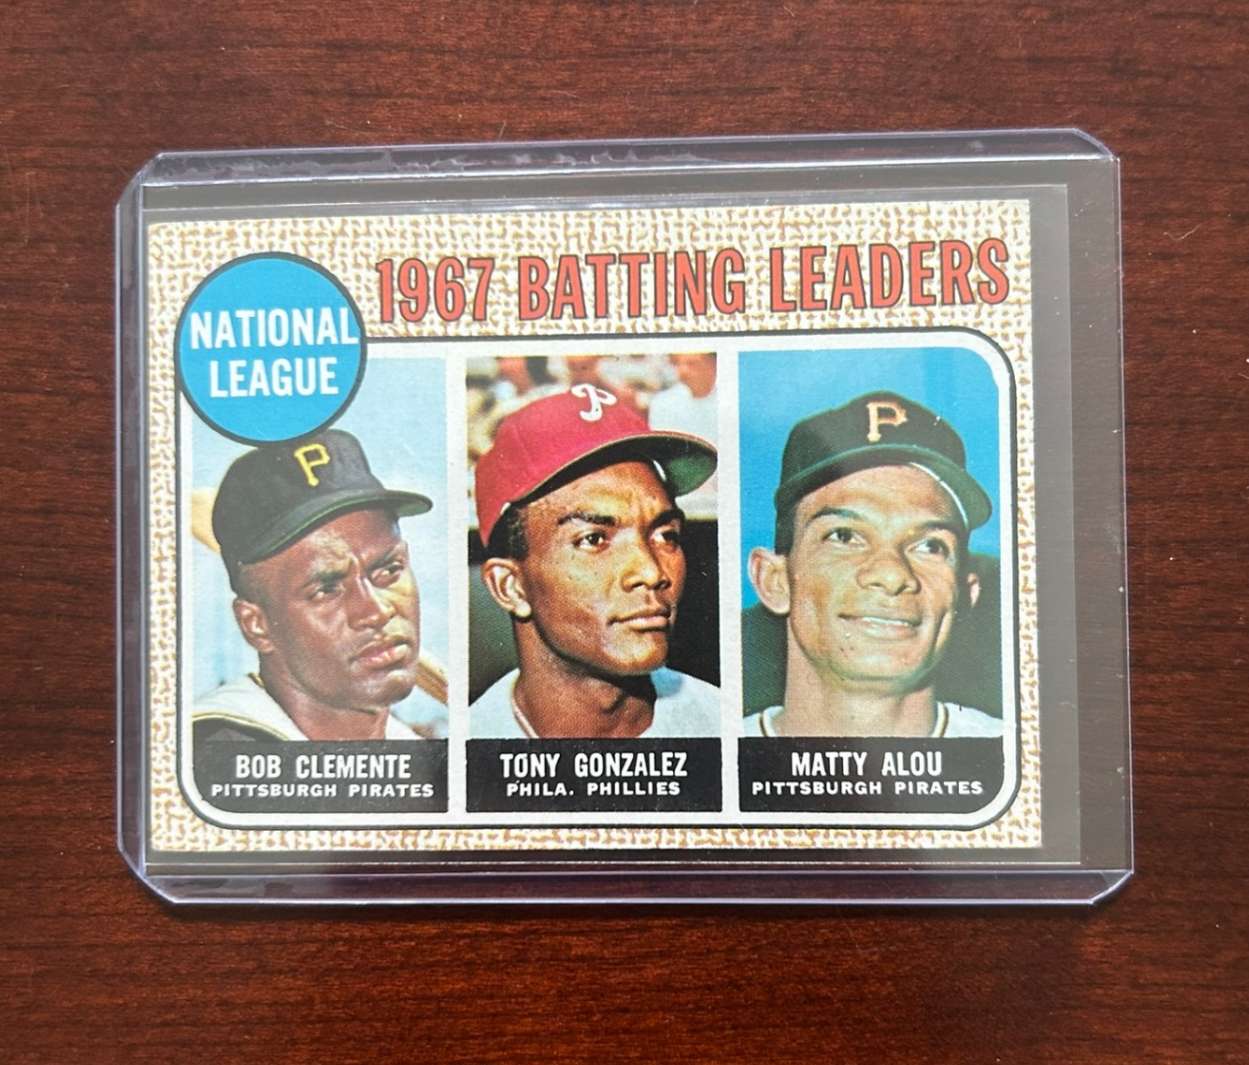 1967 BATTING LEADERS
NATIONAL
LEAGUE
P
P
P
BOB CLEMENTE
PITTSBURGH PIRATES
TONY GONZALEZ
PHILA. PHILLIES
MATTY ALOU
PITTSBURGH PIRATES